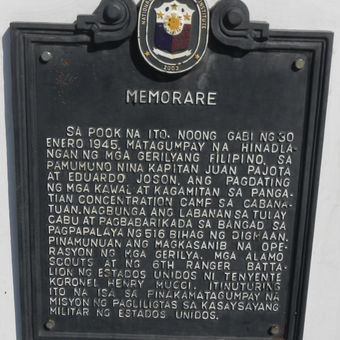 2003
MEMORARE
SA POOK NA ITO, NOONG GABI NG 30
ENERO 1945, MATAGUMPAY NA HINADLA-
NGAN NG MGA GERILYANG FILIPINO, SA
PAMUMUNO NINA KAPITAN JUAN PAJOTA
AT EDUARDO JOSON, ANG PAGDATING
NG MGA KAWAL AT KAGAMITAN SA PANGA-
TIAN CONCENTRATION CAMP SA CABANA-
TUAN. NAGBUNGA ANG LABANAN SA TULAY
CABU AT PAGBABARIKADA SA BANGAD SA
PAGPAPALAYA NG 516 BIHAG NG DIGMAAN.
PINAMUNUAN ANG MAGKASANIB NA OPE-
RASYON NG MGA GERILYA, MGA ALAMO
SCOUTS AT NG 6TH RANGER BATTA-
LION NG ESTADOS UNIDOS NI TENYENTE
KORONEL HENRY MUCCI. ITINUTURING
ITO NA ISA SA PINAKAMATAGUMPAY NA
MISYON NG PAGLILIGTAS SA KASAYSAYANG
MILITAR NG ESTADOS UNIDOS.